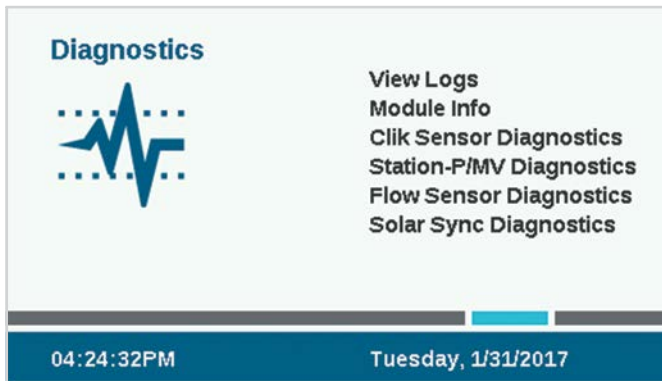 Diagnostics
View Logs
Module Info
Clik Sensor Diagnostics
Station-P/MV Diagnostics
Flow Sensor Diagnostics
Solar Sync Diagnostics
04:24:32PM
Tuesday, 1/31/2017